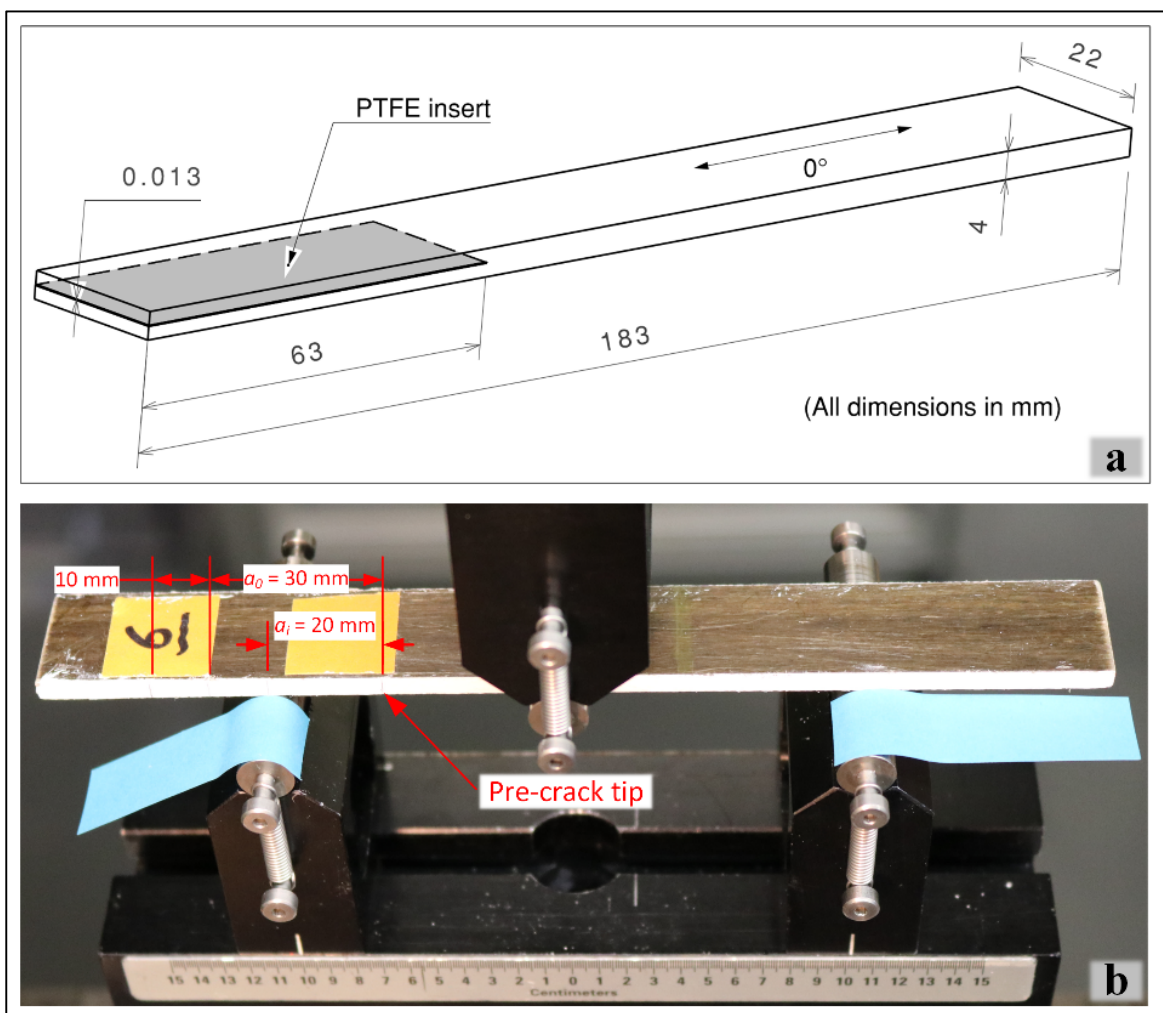 22
PTFE insert
0.013
0°
4
63
183
(All dimensions in mm)
a
10 mm
a₀ = 30 mm
aᵢ = 20 mm
6
Pre-crack tip
15 14 13 12 11 10 9 8 7 6 5 4 3 2 1 0 1 2 3 4 5 6 7 8 9 10 11 12 13 14 15
Centimeters
b